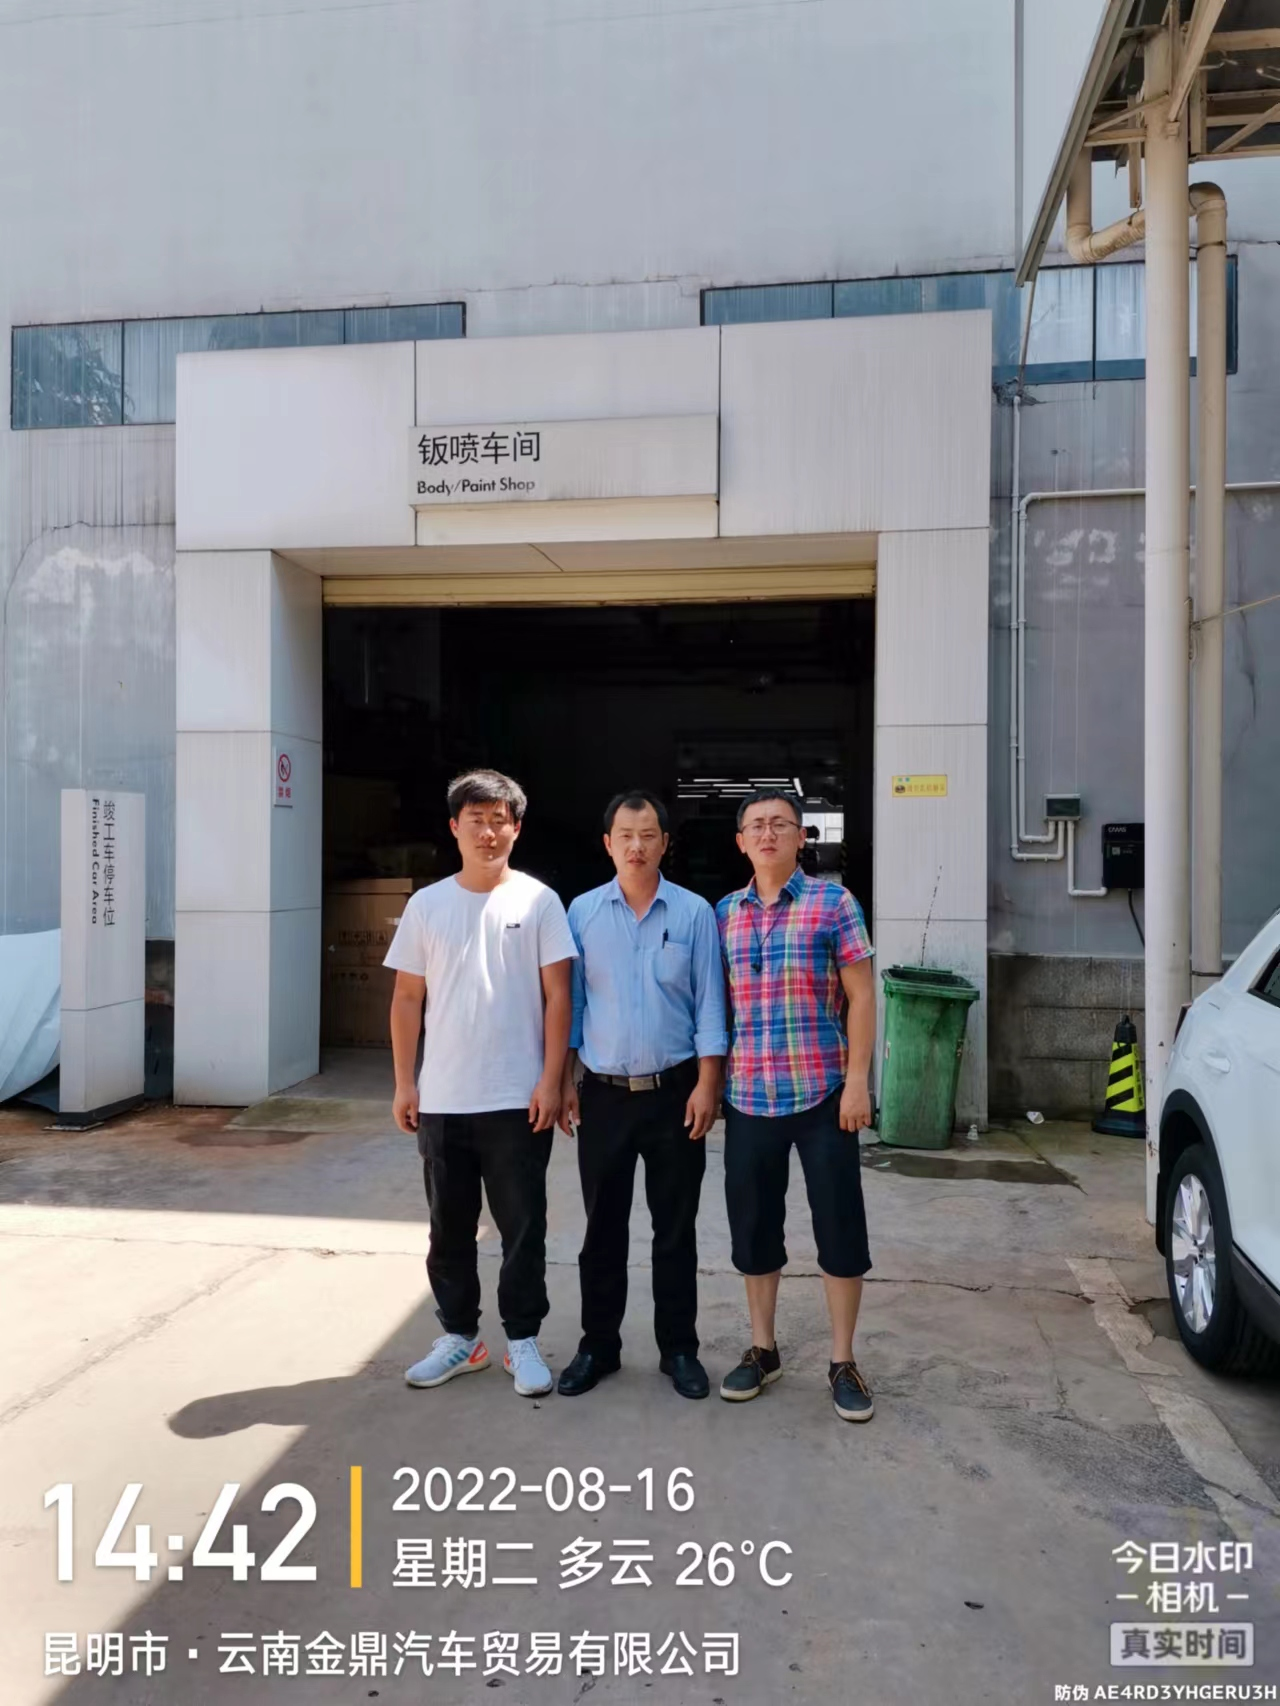 钣喷车间
Body/Paint Shop
禁烟
竣工车停车位
Finished Car Area
14:42
2022-08-16
星期二 多云 26°C
昆明市·云南金鼎汽车贸易有限公司
今日水印
相机
真实时间
防伪 AE4RD3YHGERU3H